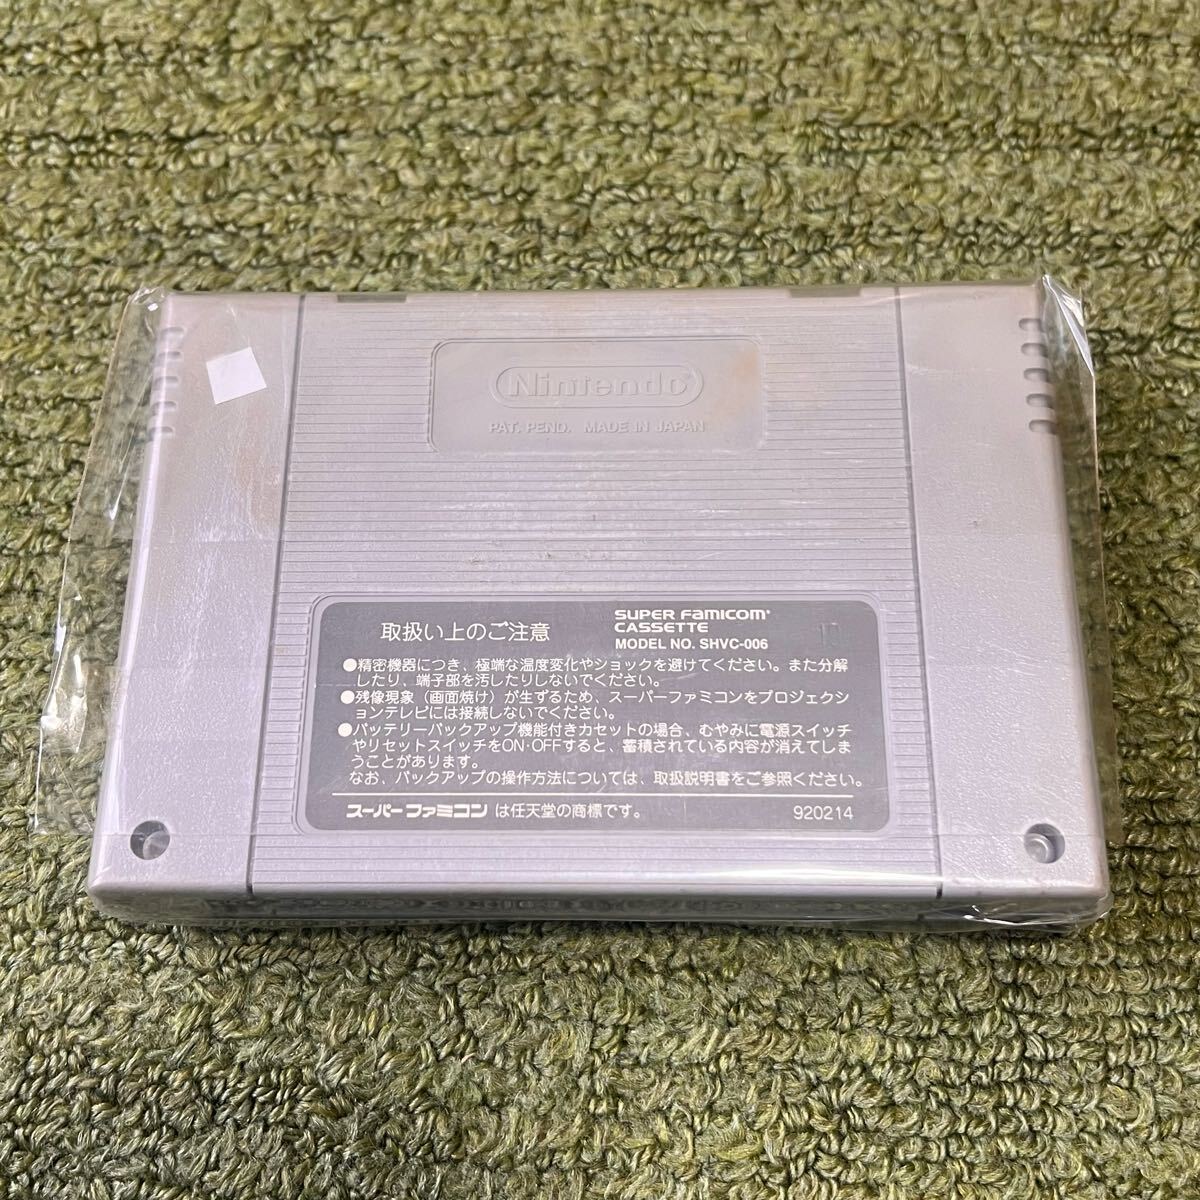 Nintendo
PAT. PEND. MADE IN JAPAN
取扱い上のご注意
SUPER FAMICOM
CASSETTE
MODEL NO. SHVC-006
●精密機器につき、極端な温度変化やショックを避けてください。また分解
したり、端子部を汚したりしないでください。
●残像現象（画面焼け）が生ずるため、スーパーファミコンをプロジェクシ
ョンテレビには接続しないでください。
●バッテリーバックアップ機能付きカセットの場合、むやみに電源スイッチ
やリセットスイッチをON·OFFすると、蓄積されている内容が消えてしま
うことがあります。
なお、バックアップの操作方法については、取扱説明書をご参照ください。
スーパーファミコン は任天堂の商標です。
920214